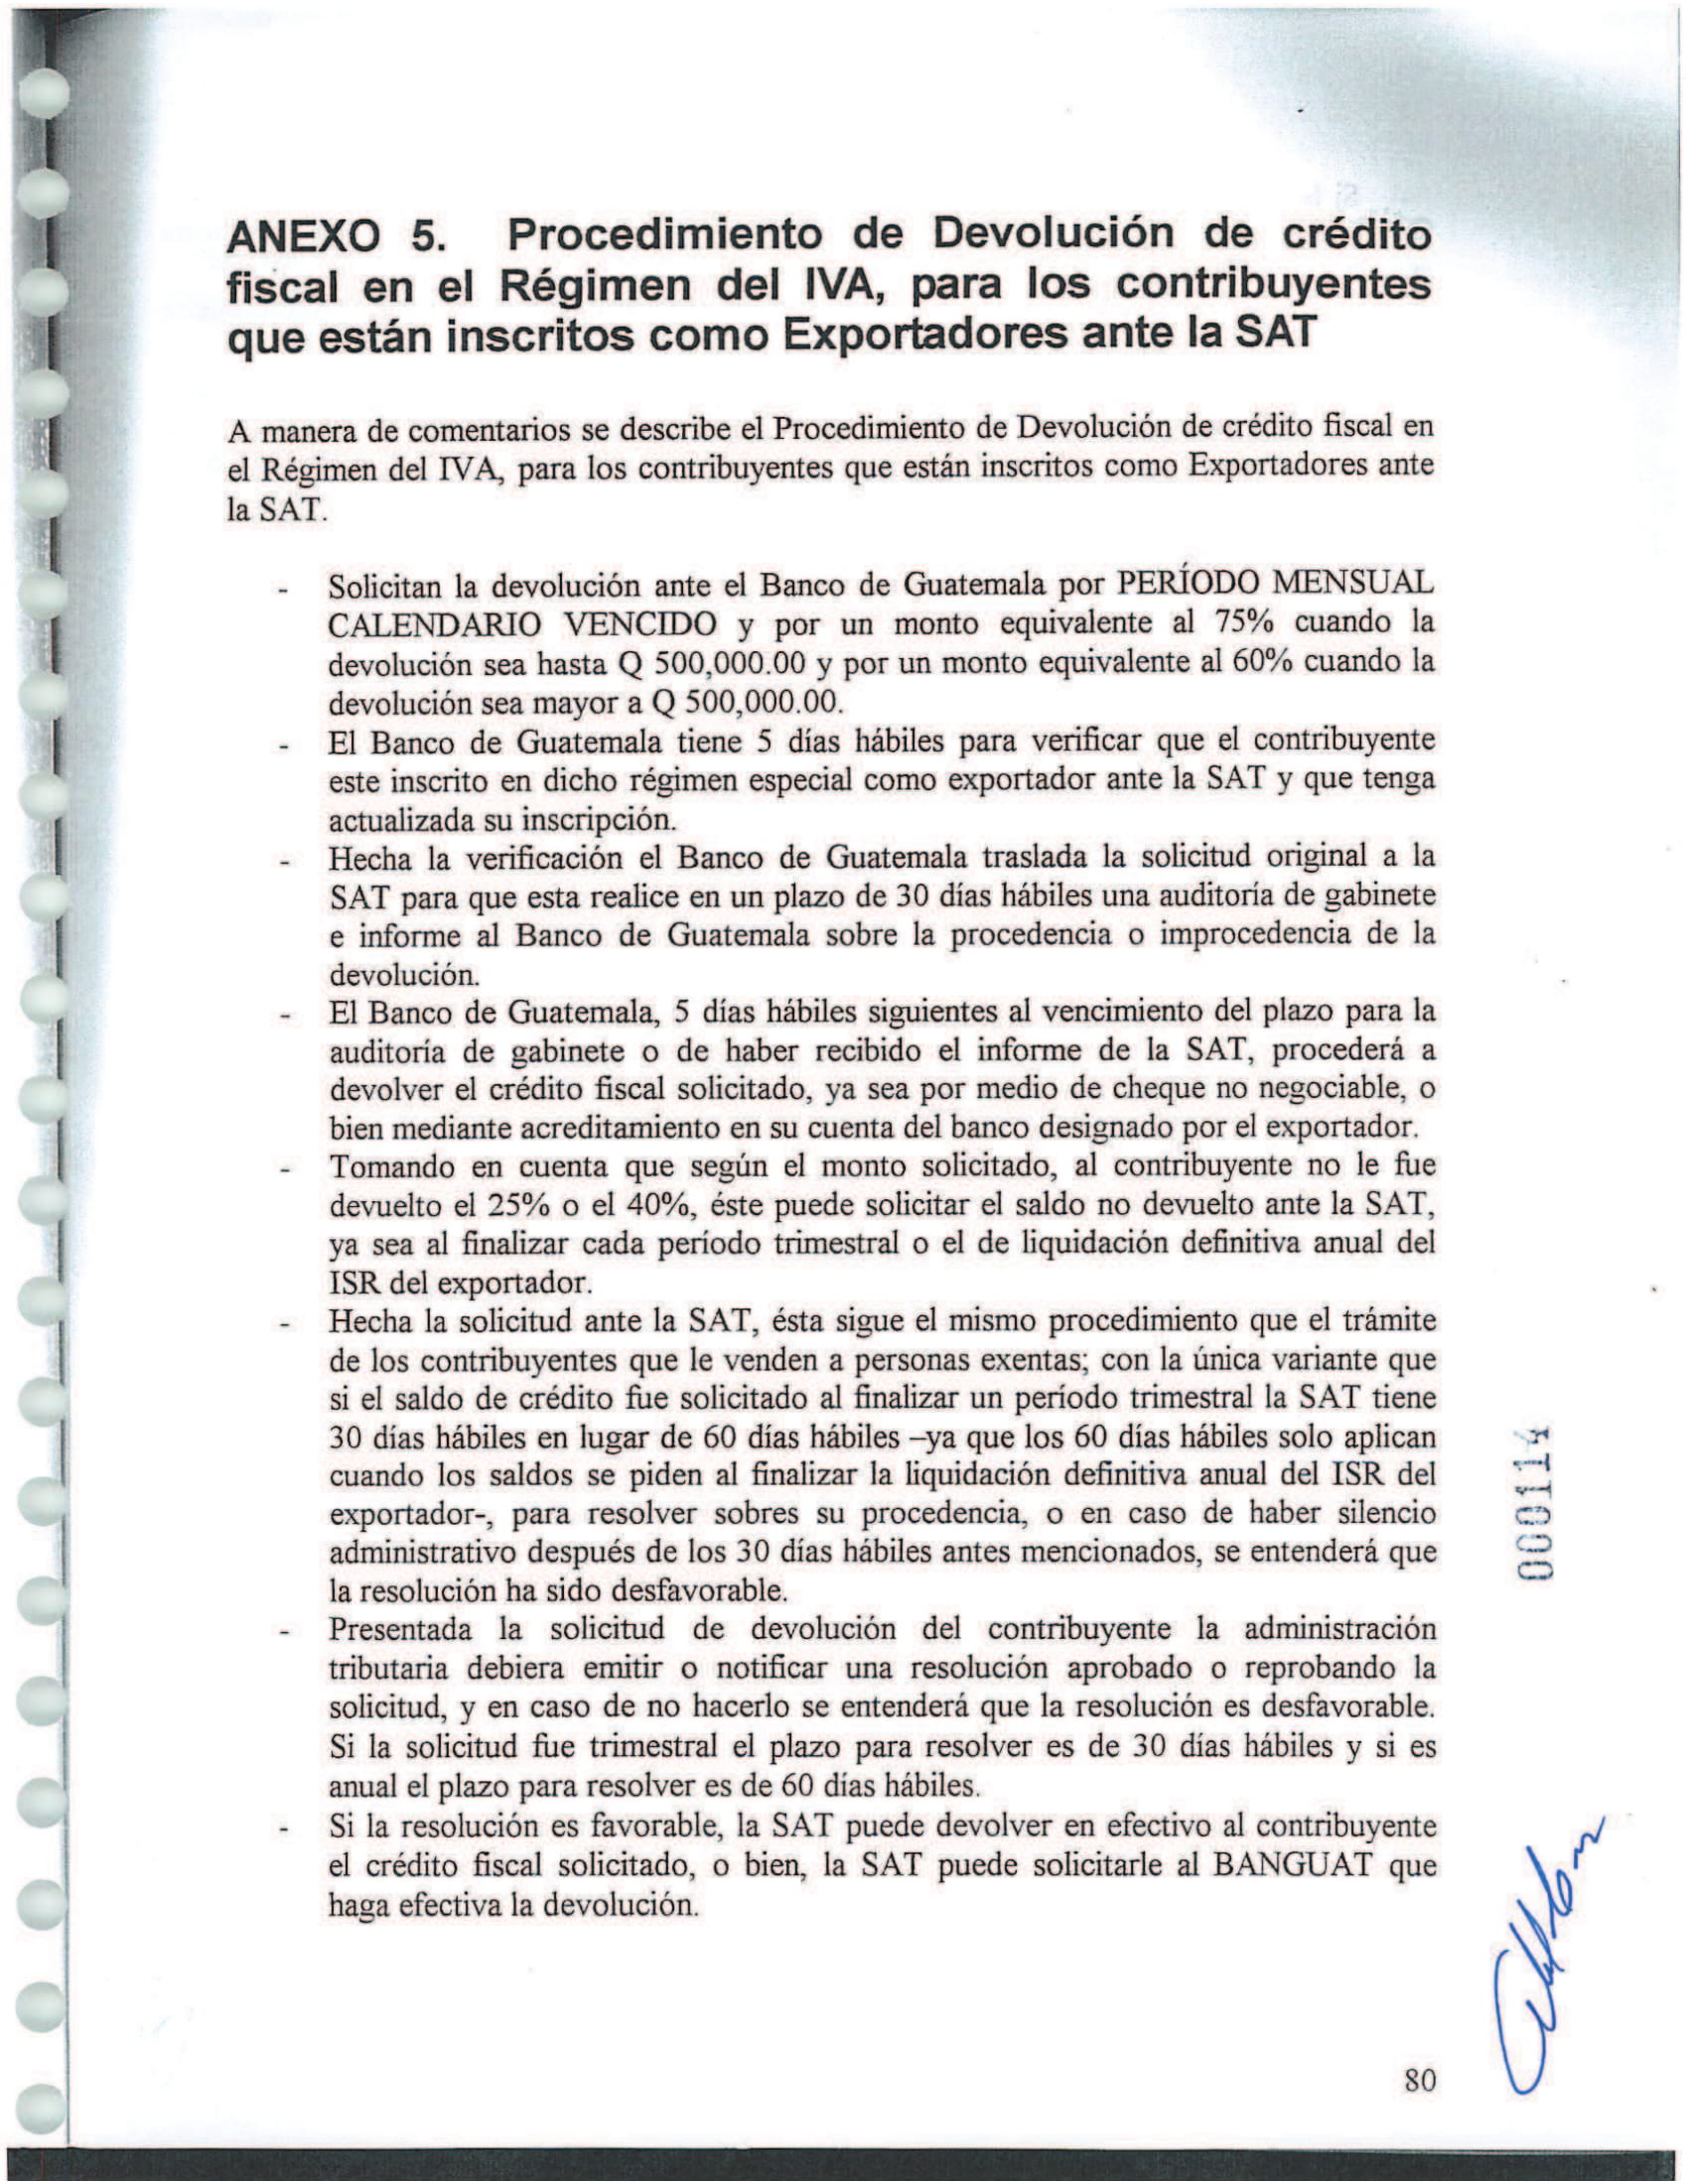 ANEXO 5. Procedimiento de Devolución de crédito
fiscal en el Régimen del IVA, para los contribuyentes
que están inscritos como Exportadores ante la SAT
A manera de comentarios se describe el Procedimiento de Devolución de crédito fiscal en
el Régimen del IVA, para los contribuyentes que están inscritos como Exportadores ante
la SAT.
- Solicitan la devolución ante el Banco de Guatemala por PERÍODO MENSUAL
CALENDARIO VENCIDO y por un monto equivalente al 75% cuando la
devolución sea hasta Q 500,000.00 y por un monto equivalente al 60% cuando la
devolución sea mayor a Q 500,000.00.
- El Banco de Guatemala tiene 5 días hábiles para verificar que el contribuyente
este inscrito en dicho régimen especial como exportador ante la SAT y que tenga
actualizada su inscripción.
- Hecha la verificación el Banco de Guatemala traslada la solicitud original a la
SAT para que esta realice en un plazo de 30 días hábiles una auditoría de gabinete
e informe al Banco de Guatemala sobre la procedencia o improcedencia de la
devolución.
- El Banco de Guatemala, 5 días hábiles siguientes al vencimiento del plazo para la
auditoría de gabinete o de haber recibido el informe de la SAT, procederá a
devolver el crédito fiscal solicitado, ya sea por medio de cheque no negociable, o
bien mediante acreditamiento en su cuenta del banco designado por el exportador.
- Tomando en cuenta que según el monto solicitado, al contribuyente no le fue
devuelto el 25% o el 40%, éste puede solicitar el saldo no devuelto ante la SAT,
ya sea al finalizar cada período trimestral o el de liquidación definitiva anual del
ISR del exportador.
- Hecha la solicitud ante la SAT, ésta sigue el mismo procedimiento que el trámite
de los contribuyentes que le venden a personas exentas; con la única variante que
si el saldo de crédito fue solicitado al finalizar un período trimestral la SAT tiene
30 días hábiles en lugar de 60 días hábiles –ya que los 60 días hábiles solo aplican
cuando los saldos se piden al finalizar la liquidación definitiva anual del ISR del
exportador-, para resolver sobres su procedencia, o en caso de haber silencio
administrativo después de los 30 días hábiles antes mencionados, se entenderá que
la resolución ha sido desfavorable.
- Presentada la solicitud de devolución del contribuyente la administración
tributaria debiera emitir o notificar una resolución aprobado o reprobando la
solicitud, y en caso de no hacerlo se entenderá que la resolución es desfavorable.
Si la solicitud fue trimestral el plazo para resolver es de 30 días hábiles y si es
anual el plazo para resolver es de 60 días hábiles.
- Si la resolución es favorable, la SAT puede devolver en efectivo al contribuyente
el crédito fiscal solicitado, o bien, la SAT puede solicitarle al BANGUAT que
haga efectiva la devolución.
000114
80